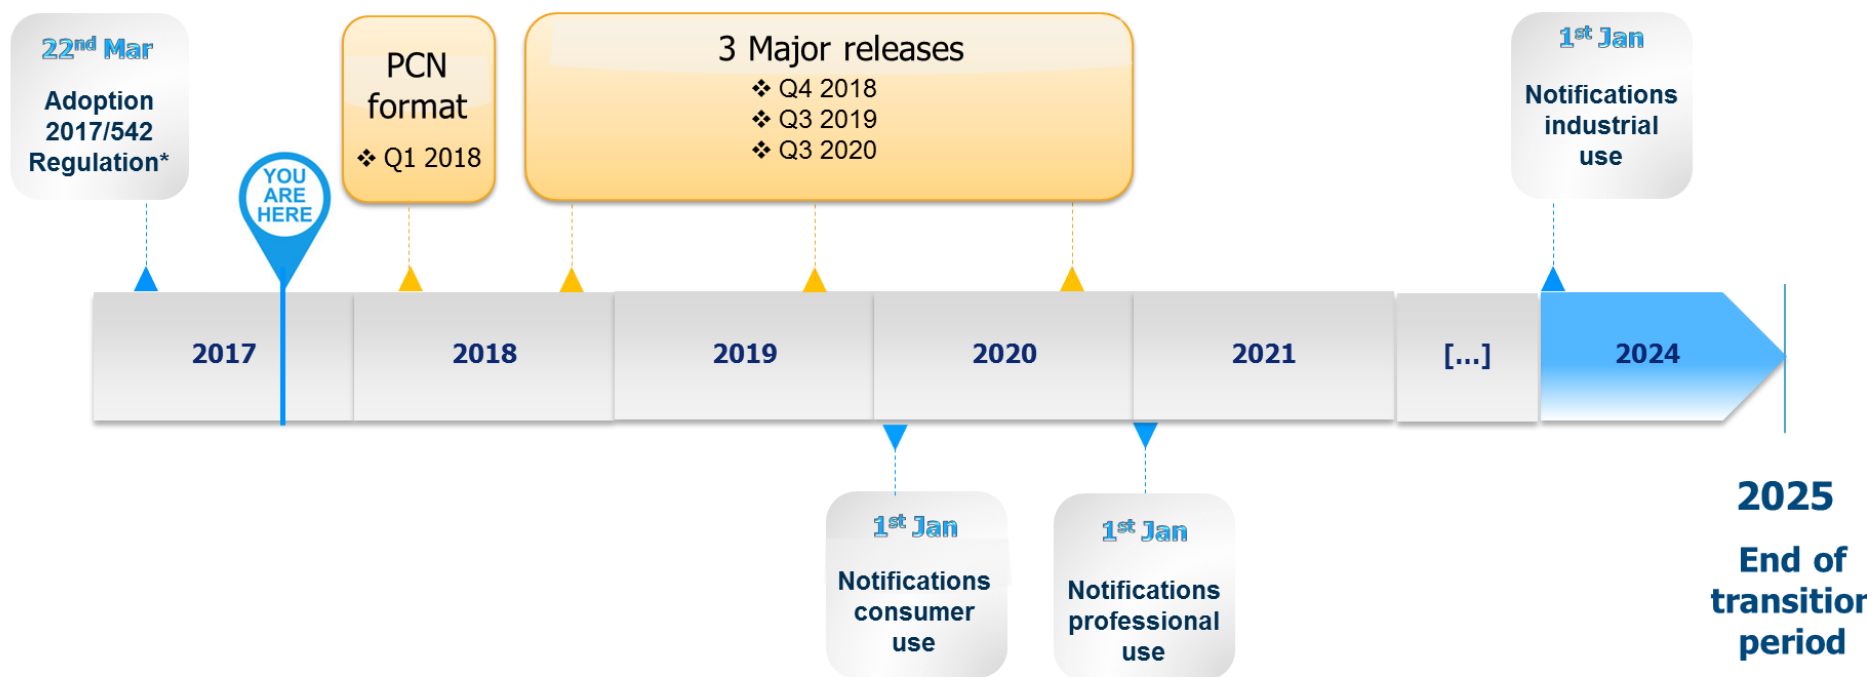 22nd Mar
Adoption
2017/542
Regulation*
YOU
ARE
HERE
PCN
format
❖ Q1 2018
3 Major releases
❖ Q4 2018
❖ Q3 2019
❖ Q3 2020
1st Jan
Notifications
industrial
use
2017
2018
2019
2020
2021
[...]
2024
1st Jan
Notifications
consumer
use
1st Jan
Notifications
professional
use
2025
End of
transition
period